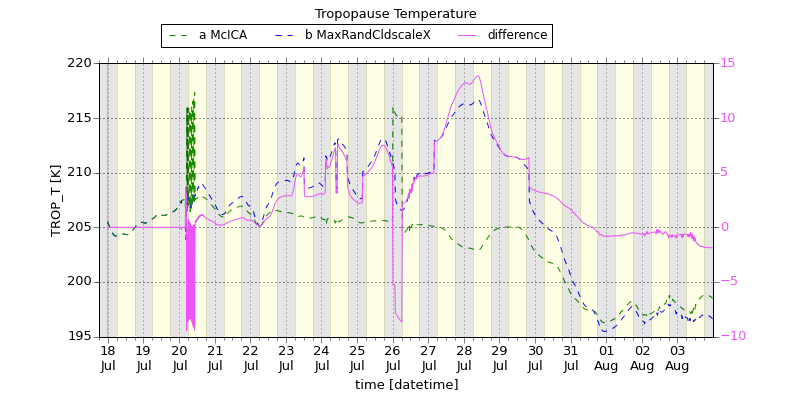 Tropopause Temperature
a McICA b MaxRandCldscaleX difference
220 15
215 10
210 5
205 0
200 −5
195 −10
TROP_T [K]
18 19 20 21 22 23 24 25 26 27 28 29 30 31 01 02 03
Jul Jul Jul Jul Jul Jul Jul Jul Jul Jul Jul Jul Jul Jul Aug Aug Aug
time [datetime]